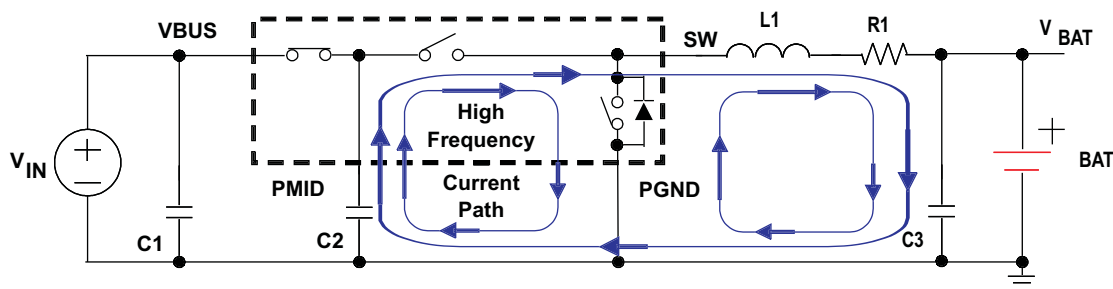 VBUS
SW
L1
R1
V BAT
High
Frequency
Current
Path
V IN
+
−
PMID
PGND
+
BAT
C1
C2
C3